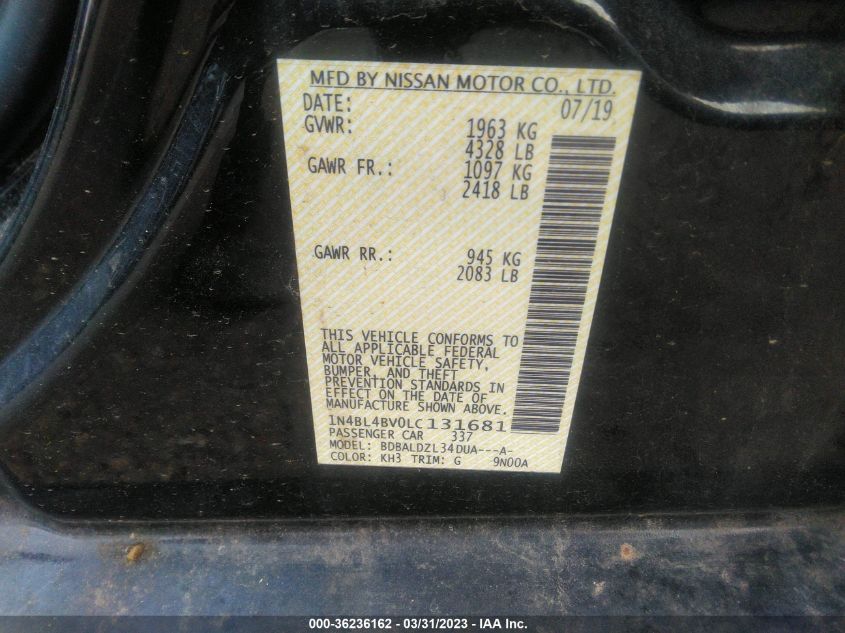 MFD BY NISSAN MOTOR CO., LTD.
DATE: 07/19
GVWR: 1963 KG
4328 LB
GAWR FR.: 1097 KG
2418 LB
GAWR RR.: 945 KG
2083 LB
THIS VEHICLE CONFORMS TO
ALL APPLICABLE FEDERAL
MOTOR VEHICLE SAFETY,
BUMPER, AND THEFT
PREVENTION STANDARDS IN
EFFECT ON THE DATE OF
MANUFACTURE SHOWN ABOVE.
1N4BL4BV0LC131681
PASSENGER CAR 337
MODEL: BDBALDZL34DUA---A-
COLOR: KH3 TRIM: G 9N00A
000-36236162 — 03/31/2023 — IAA Inc.